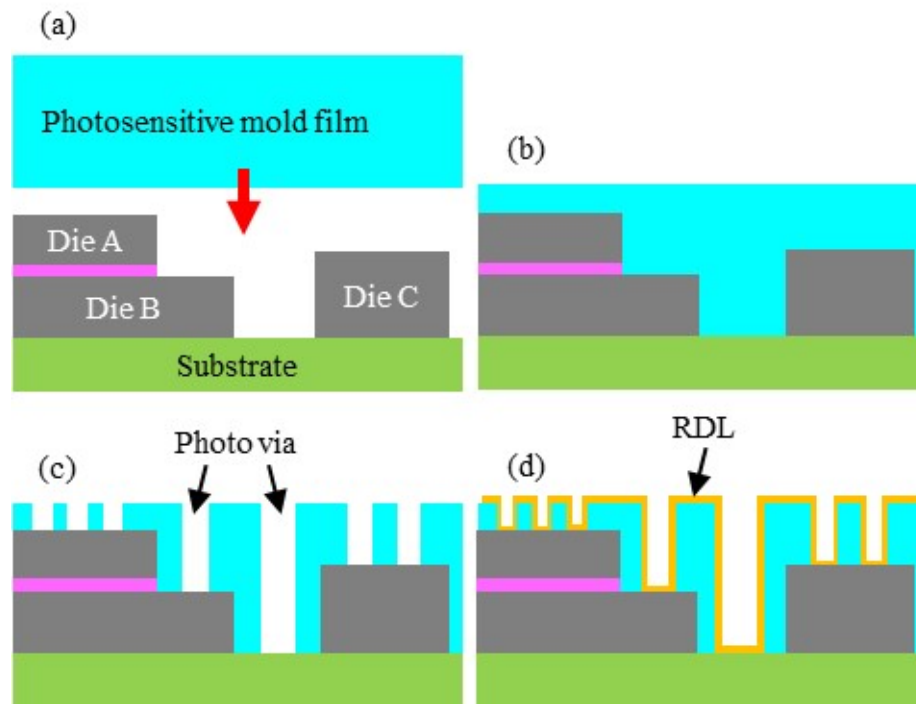 (a)
Photosensitive mold film
Die A
Die B
Die C
Substrate
(b)
(c)
Photo via
(d)
RDL